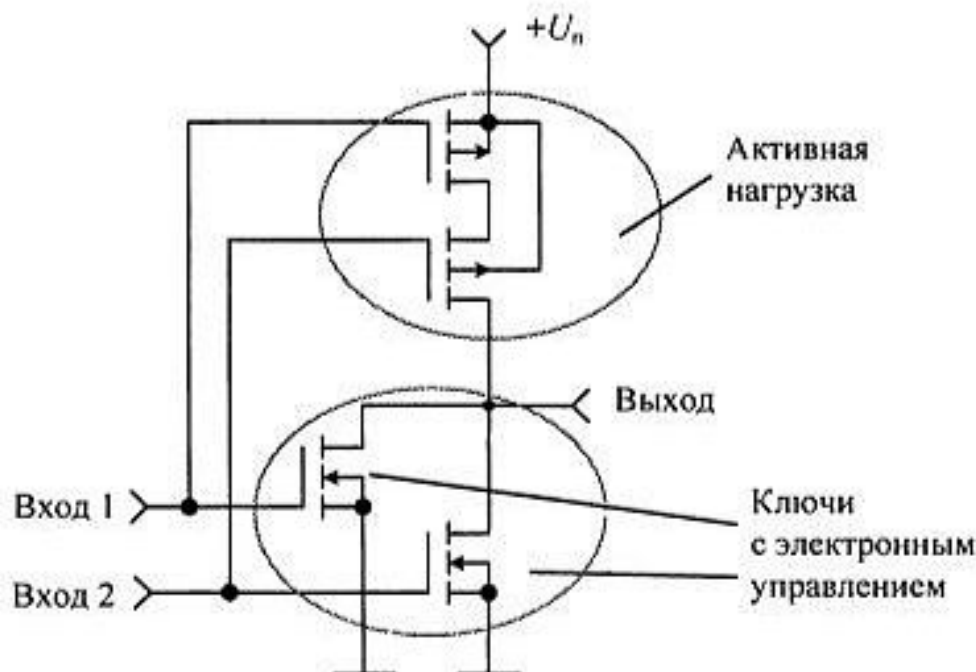 +Uп
Активная
нагрузка
Выход
Вход 1
Ключи
с электронным
управлением
Вход 2